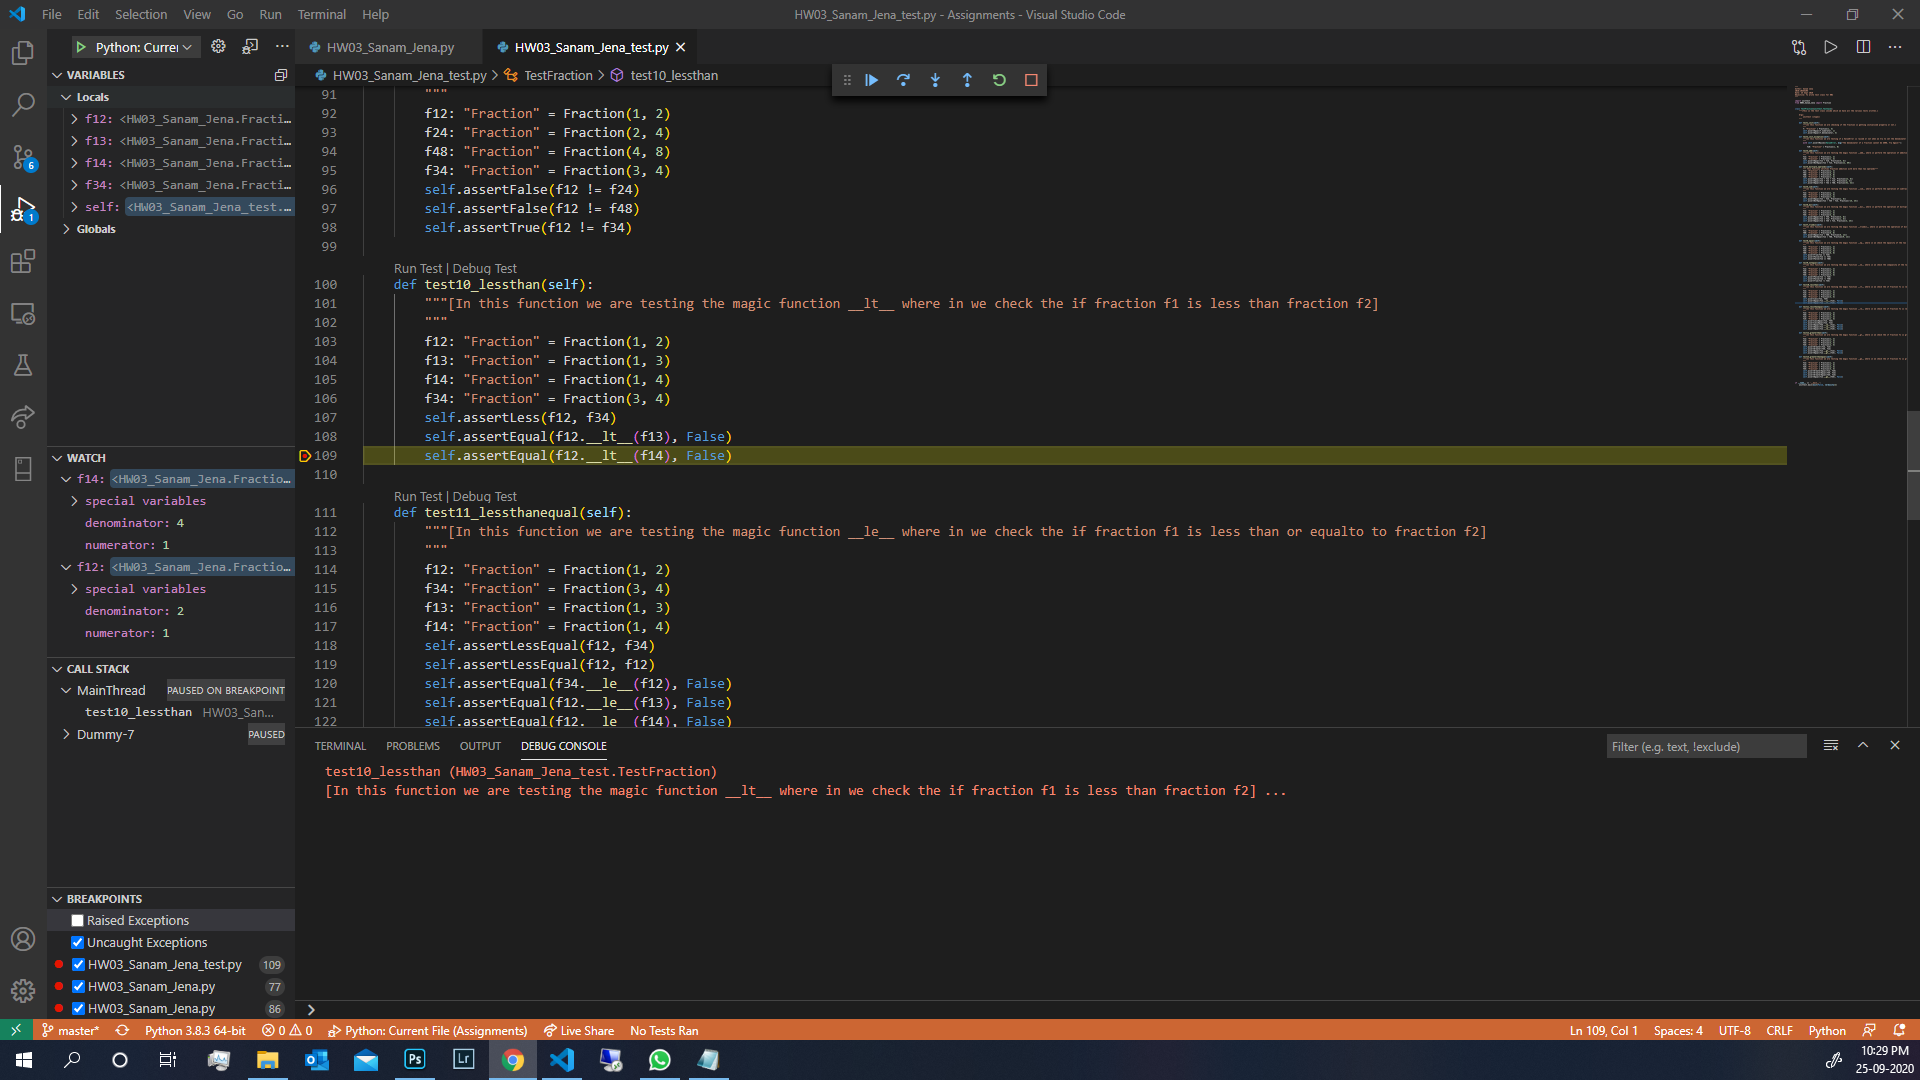 File Edit Selection View Go Run Terminal Help
HW03_Sanam_Jena_test.py - Assignments - Visual Studio Code
Python: Curren
HW03_Sanam_Jena.py
HW03_Sanam_Jena_test.py
HW03_Sanam_Jena_test.py > TestFraction > test10_lessthan
VARIABLES
Locals
f12: <HW03_Sanam_Jena.Fracti...
f13: <HW03_Sanam_Jena.Fracti...
f14: <HW03_Sanam_Jena.Fracti...
f34: <HW03_Sanam_Jena.Fracti...
self: <HW03_Sanam_Jena_test....
Globals
6
1
WATCH
f14: <HW03_Sanam_Jena.Fractio...
special variables
denominator: 4
numerator: 1
f12: <HW03_Sanam_Jena.Fractio...
special variables
denominator: 2
numerator: 1
CALL STACK
MainThread PAUSED ON BREAKPOINT
test10_lessthan HW03_San...
Dummy-7 PAUSED
BREAKPOINTS
Raised Exceptions
Uncaught Exceptions
HW03_Sanam_Jena_test.py 109
HW03_Sanam_Jena.py 77
HW03_Sanam_Jena.py 86
91 """
92 f12: "Fraction" = Fraction(1, 2)
93 f24: "Fraction" = Fraction(2, 4)
94 f48: "Fraction" = Fraction(4, 8)
95 f34: "Fraction" = Fraction(3, 4)
96 self.assertFalse(f12 != f24)
97 self.assertFalse(f12 != f48)
98 self.assertTrue(f12 != f34)
99
Run Test | Debug Test
100 def test10_lessthan(self):
101 """[In this function we are testing the magic function __lt__ where in we check the if fraction f1 is less than fraction f2]
102 """
103 f12: "Fraction" = Fraction(1, 2)
104 f13: "Fraction" = Fraction(1, 3)
105 f14: "Fraction" = Fraction(1, 4)
106 f34: "Fraction" = Fraction(3, 4)
107 self.assertLess(f12, f34)
108 self.assertEqual(f12.__lt__(f13), False)
109 self.assertEqual(f12.__lt__(f14), False)
110
Run Test | Debug Test
111 def test11_lessthanequal(self):
112 """[In this function we are testing the magic function __le__ where in we check the if fraction f1 is less than or equalto to fraction f2]
113 """
114 f12: "Fraction" = Fraction(1, 2)
115 f34: "Fraction" = Fraction(3, 4)
116 f13: "Fraction" = Fraction(1, 3)
117 f14: "Fraction" = Fraction(1, 4)
118 self.assertLessEqual(f12, f34)
119 self.assertLessEqual(f12, f12)
120 self.assertEqual(f34.__le__(f12), False)
121 self.assertEqual(f12.__le__(f13), False)
122 self.assertEqual(f12.__le__(f14), False)
TERMINAL PROBLEMS OUTPUT DEBUG CONSOLE
Filter (e.g. text, !exclude)
test10_lessthan (HW03_Sanam_Jena_test.TestFraction)
[In this function we are testing the magic function __lt__ where in we check the if fraction f1 is less than fraction f2] ...
master* Python 3.8.3 64-bit 0 0 Python: Current File (Assignments) Live Share No Tests Ran
Ln 109, Col 1 Spaces: 4 UTF-8 CRLF Python
Ps
Lr
10:29 PM
25-09-2020